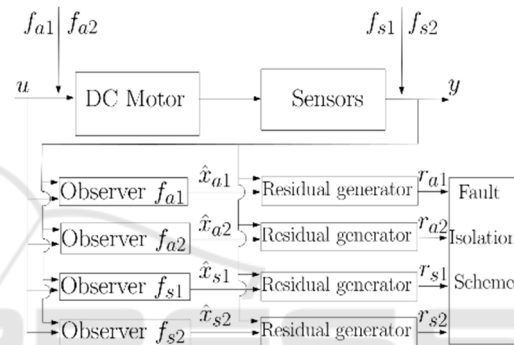 f_{a1} f_{a2} f_{s1} f_{s2}
u DC Motor Sensors y
Observer f_{a1} x̂_{a1} Residual generator r_{a1} Fault
Observer f_{a2} x̂_{a2} Residual generator r_{a2} Isolation
Observer f_{s1} x̂_{s1} Residual generator r_{s1} Scheme
Observer f_{s2} x̂_{s2} Residual generator r_{s2}